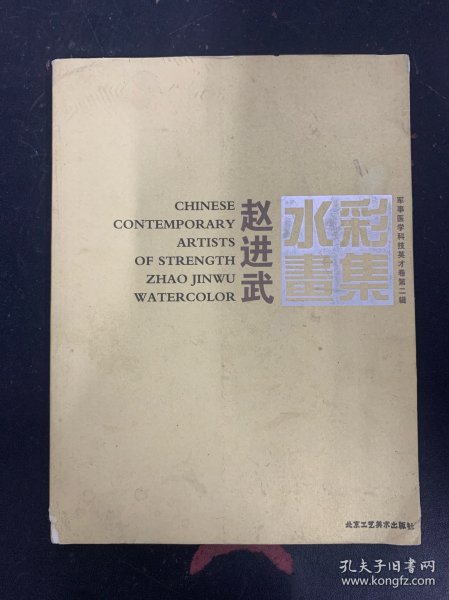 CHINESE
CONTEMPORARY
ARTISTS
OF STRENGTH
ZHAO JINWU
WATERCOLOR
赵进武
水彩
畫集
军事医学科技英才卷第二辑
北京工艺美术出版社
孔夫子旧书网
www.kongfz.com